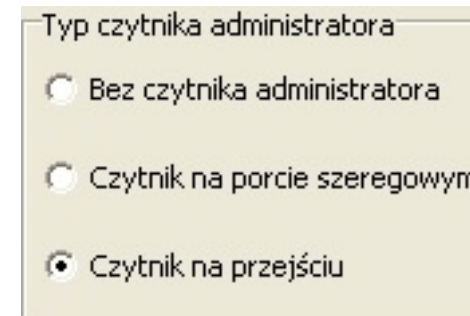 Typ czytnika administratora
Bez czytnika administratora
Czytnik na porcie szeregowym
Czytnik na przejściu